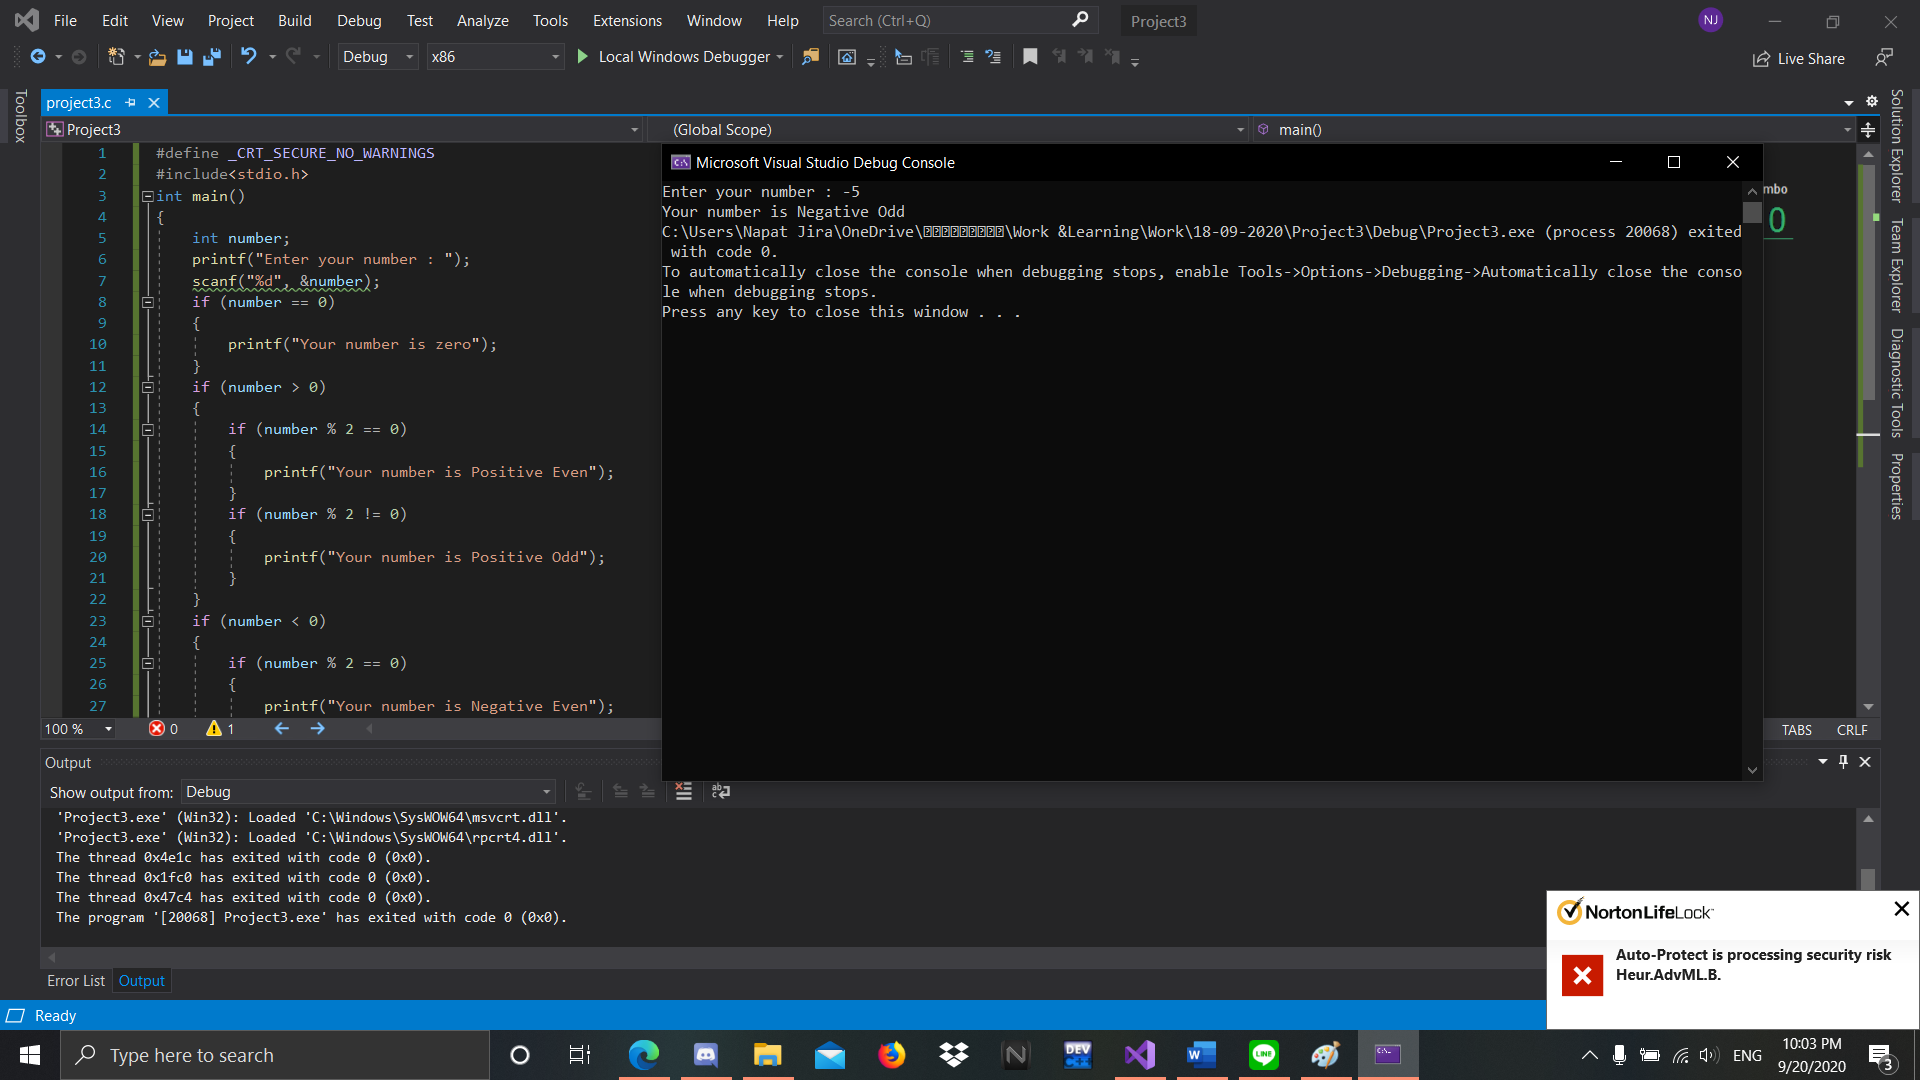 File Edit View Project Build Debug Test Analyze Tools Extensions Window Help Search (Ctrl+Q) Project3 NJ
Debug x86 Local Windows Debugger Live Share
Toolbox
project3.c
Project3 (Global Scope) main()
1 #define _CRT_SECURE_NO_WARNINGS
2 #include<stdio.h>
3 int main()
4 {
5 int number;
6 printf("Enter your number : ");
7 scanf("%d", &number);
8 if (number == 0)
9 {
10 printf("Your number is zero");
11 }
12 if (number > 0)
13 {
14 if (number % 2 == 0)
15 {
16 printf("Your number is Positive Even");
17 }
18 if (number % 2 != 0)
19 {
20 printf("Your number is Positive Odd");
21 }
22 }
23 if (number < 0)
24 {
25 if (number % 2 == 0)
26 {
27 printf("Your number is Negative Even");
Microsoft Visual Studio Debug Console
Enter your number : -5
Your number is Negative Odd
C:\Users\Napat Jira\OneDrive\\Work &Learning\Work\18-09-2020\Project3\Debug\Project3.exe (process 20068) exited
with code 0.
To automatically close the console when debugging stops, enable Tools->Options->Debugging->Automatically close the conso
le when debugging stops.
Press any key to close this window . . .
mbo
0
Solution Explorer
Team Explorer
Diagnostic Tools
Properties
100 % 0 1 TABS CRLF
Output
Show output from: Debug
'Project3.exe' (Win32): Loaded 'C:\Windows\SysWOW64\msvcrt.dll'.
'Project3.exe' (Win32): Loaded 'C:\Windows\SysWOW64\rpcrt4.dll'.
The thread 0x4e1c has exited with code 0 (0x0).
The thread 0x1fc0 has exited with code 0 (0x0).
The thread 0x47c4 has exited with code 0 (0x0).
The program '[20068] Project3.exe' has exited with code 0 (0x0).
Error List Output
Ready
NortonLifeLock
Auto-Protect is processing security risk
Heur.AdvML.B.
Type here to search
DEV C++
ENG
10:03 PM
9/20/2020
3